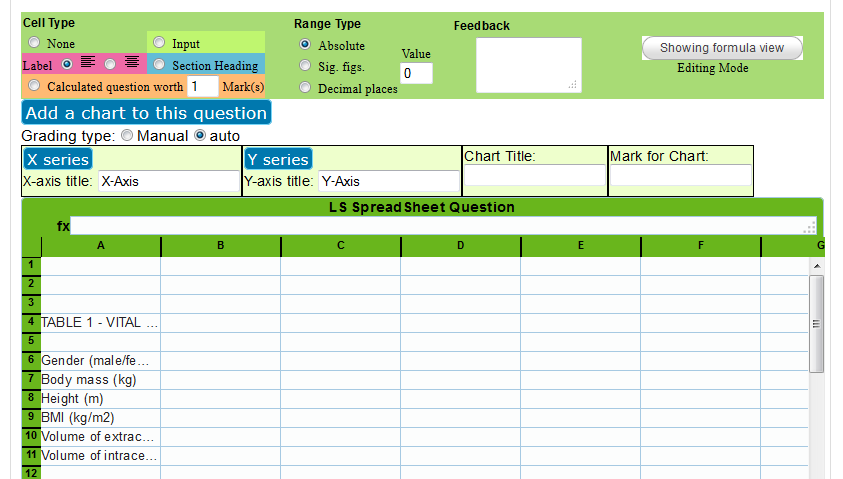 Cell Type
Range Type
Feedback
None
Input
Absolute
Value
Showing formula view
Label
Section Heading
Sig. figs.
0
Editing Mode
Calculated question worth 1 Mark(s)
Decimal places
Add a chart to this question
Grading type: Manual auto
X series
Y series
Chart Title:
Mark for Chart:
X-axis title: X-Axis
Y-axis title: Y-Axis
LS SpreadSheet Question
fx
A B C D E F G
1
2
3
4 TABLE 1 - VITAL ...
5
6 Gender (male/fe...
7 Body mass (kg)
8 Height (m)
9 BMI (kg/m2)
10 Volume of extrac...
11 Volume of intrace...
12